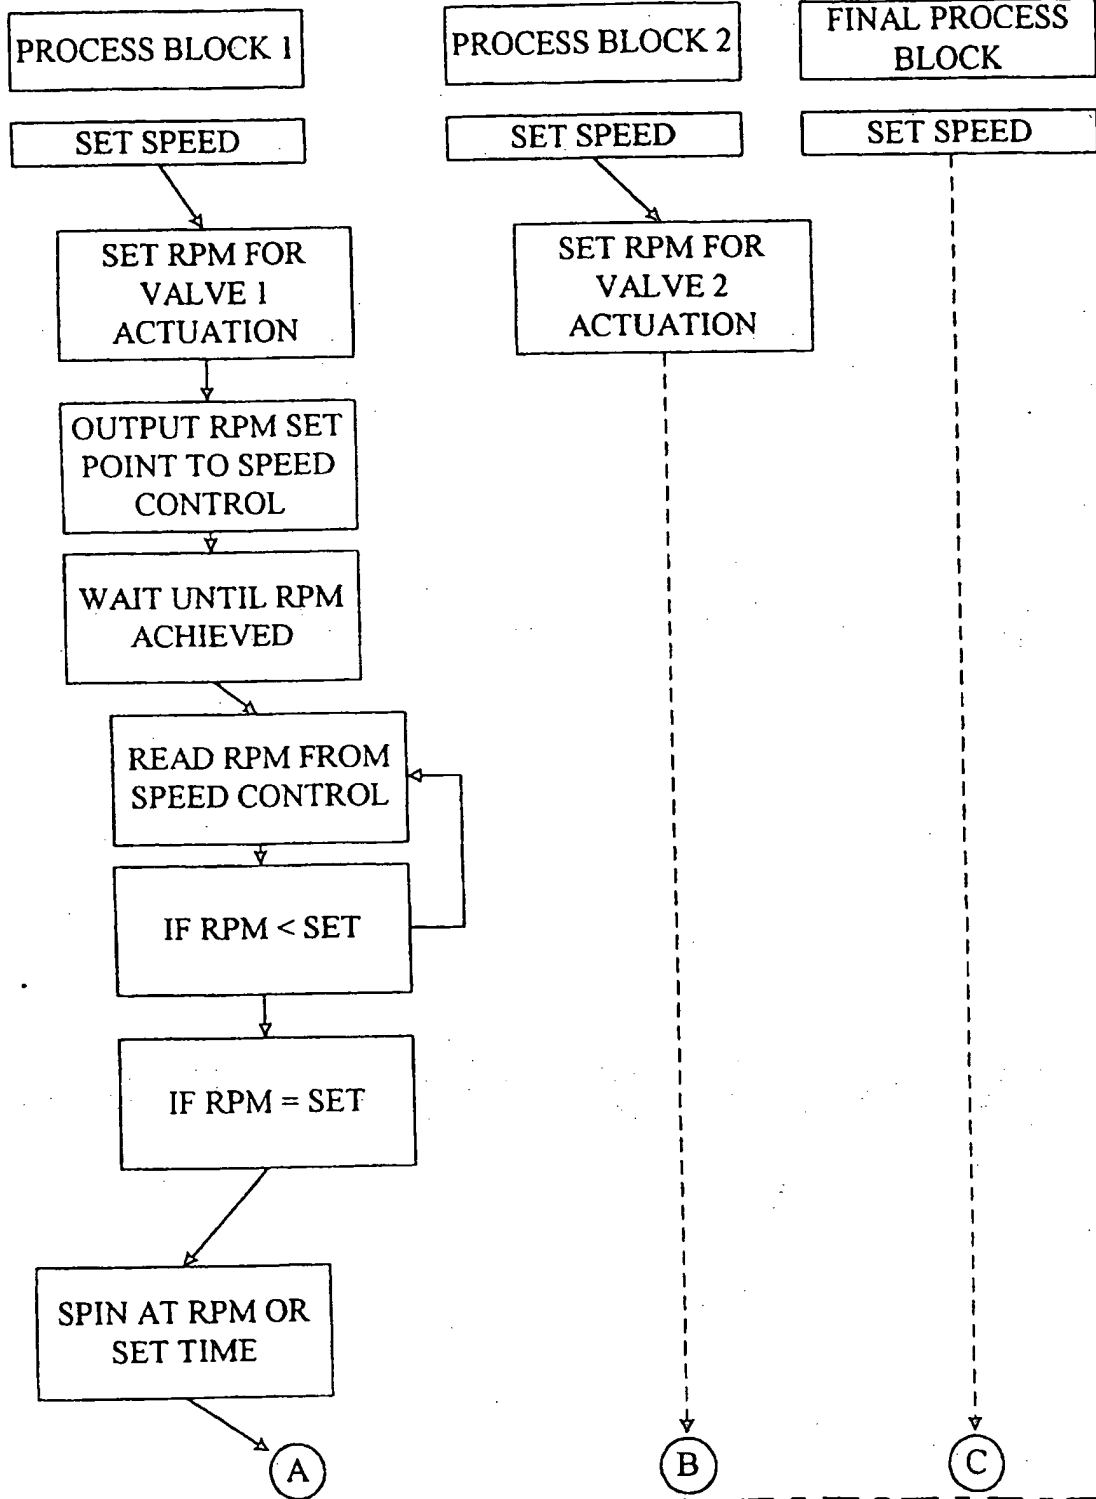 PROCESS BLOCK 1
SET SPEED
SET RPM FOR
VALVE 1
ACTUATION
OUTPUT RPM SET
POINT TO SPEED
CONTROL
WAIT UNTIL RPM
ACHIEVED
READ RPM FROM
SPEED CONTROL
IF RPM < SET
IF RPM = SET
SPIN AT RPM OR
SET TIME
A
PROCESS BLOCK 2
SET SPEED
SET RPM FOR
VALVE 2
ACTUATION
B
FINAL PROCESS
BLOCK
SET SPEED
C